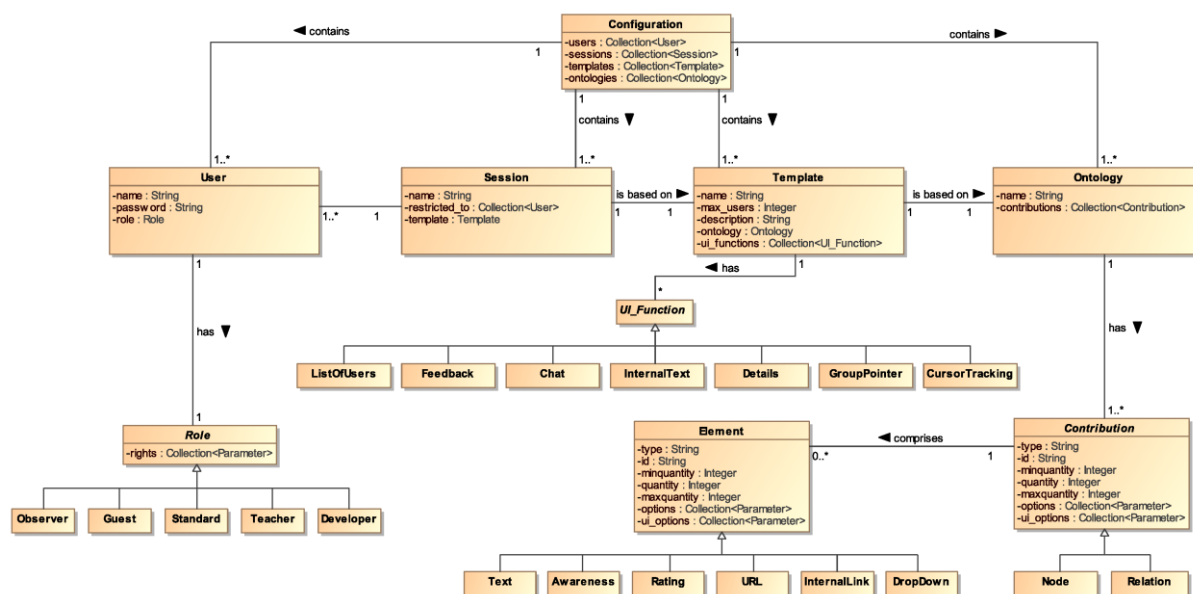 Configuration
-users : Collection<User>
-sessions : Collection<Session>
-templates : Collection<Template>
-ontologies : Collection<Ontology>
◄ contains
contains ►
1
1
1
1
contains ▼
contains ▼
1..*
1..*
1..*
1..*
User
-name : String
-password : String
-role : Role
1..*
1
Session
-name : String
-restricted_to : Collection<User>
-template : Template
is based on ►
1
1
Template
-name : String
-max_users : Integer
-description : String
-ontology : Ontology
-ui_functions : Collection<UI_Function>
is based on ►
1
1
Ontology
-name : String
-contributions : Collection<Contribution>
1
1
1
◄ has
*
UI_Function
has ▼
has ▼
ListOfUsers
Feedback
Chat
InternalText
Details
GroupPointer
CursorTracking
1
1..*
Role
-rights : Collection<Parameter>
Observer
Guest
Standard
Teacher
Developer
Element
-type : String
-id : String
-minquantity : Integer
-quantity : Integer
-maxquantity : Integer
-options : Collection<Parameter>
-ui_options : Collection<Parameter>
◄ comprises
0..*
1
Contribution
-type : String
-id : String
-minquantity : Integer
-quantity : Integer
-maxquantity : Integer
-options : Collection<Parameter>
-ui_options : Collection<Parameter>
Text
Awareness
Rating
URL
InternalLink
DropDown
Node
Relation